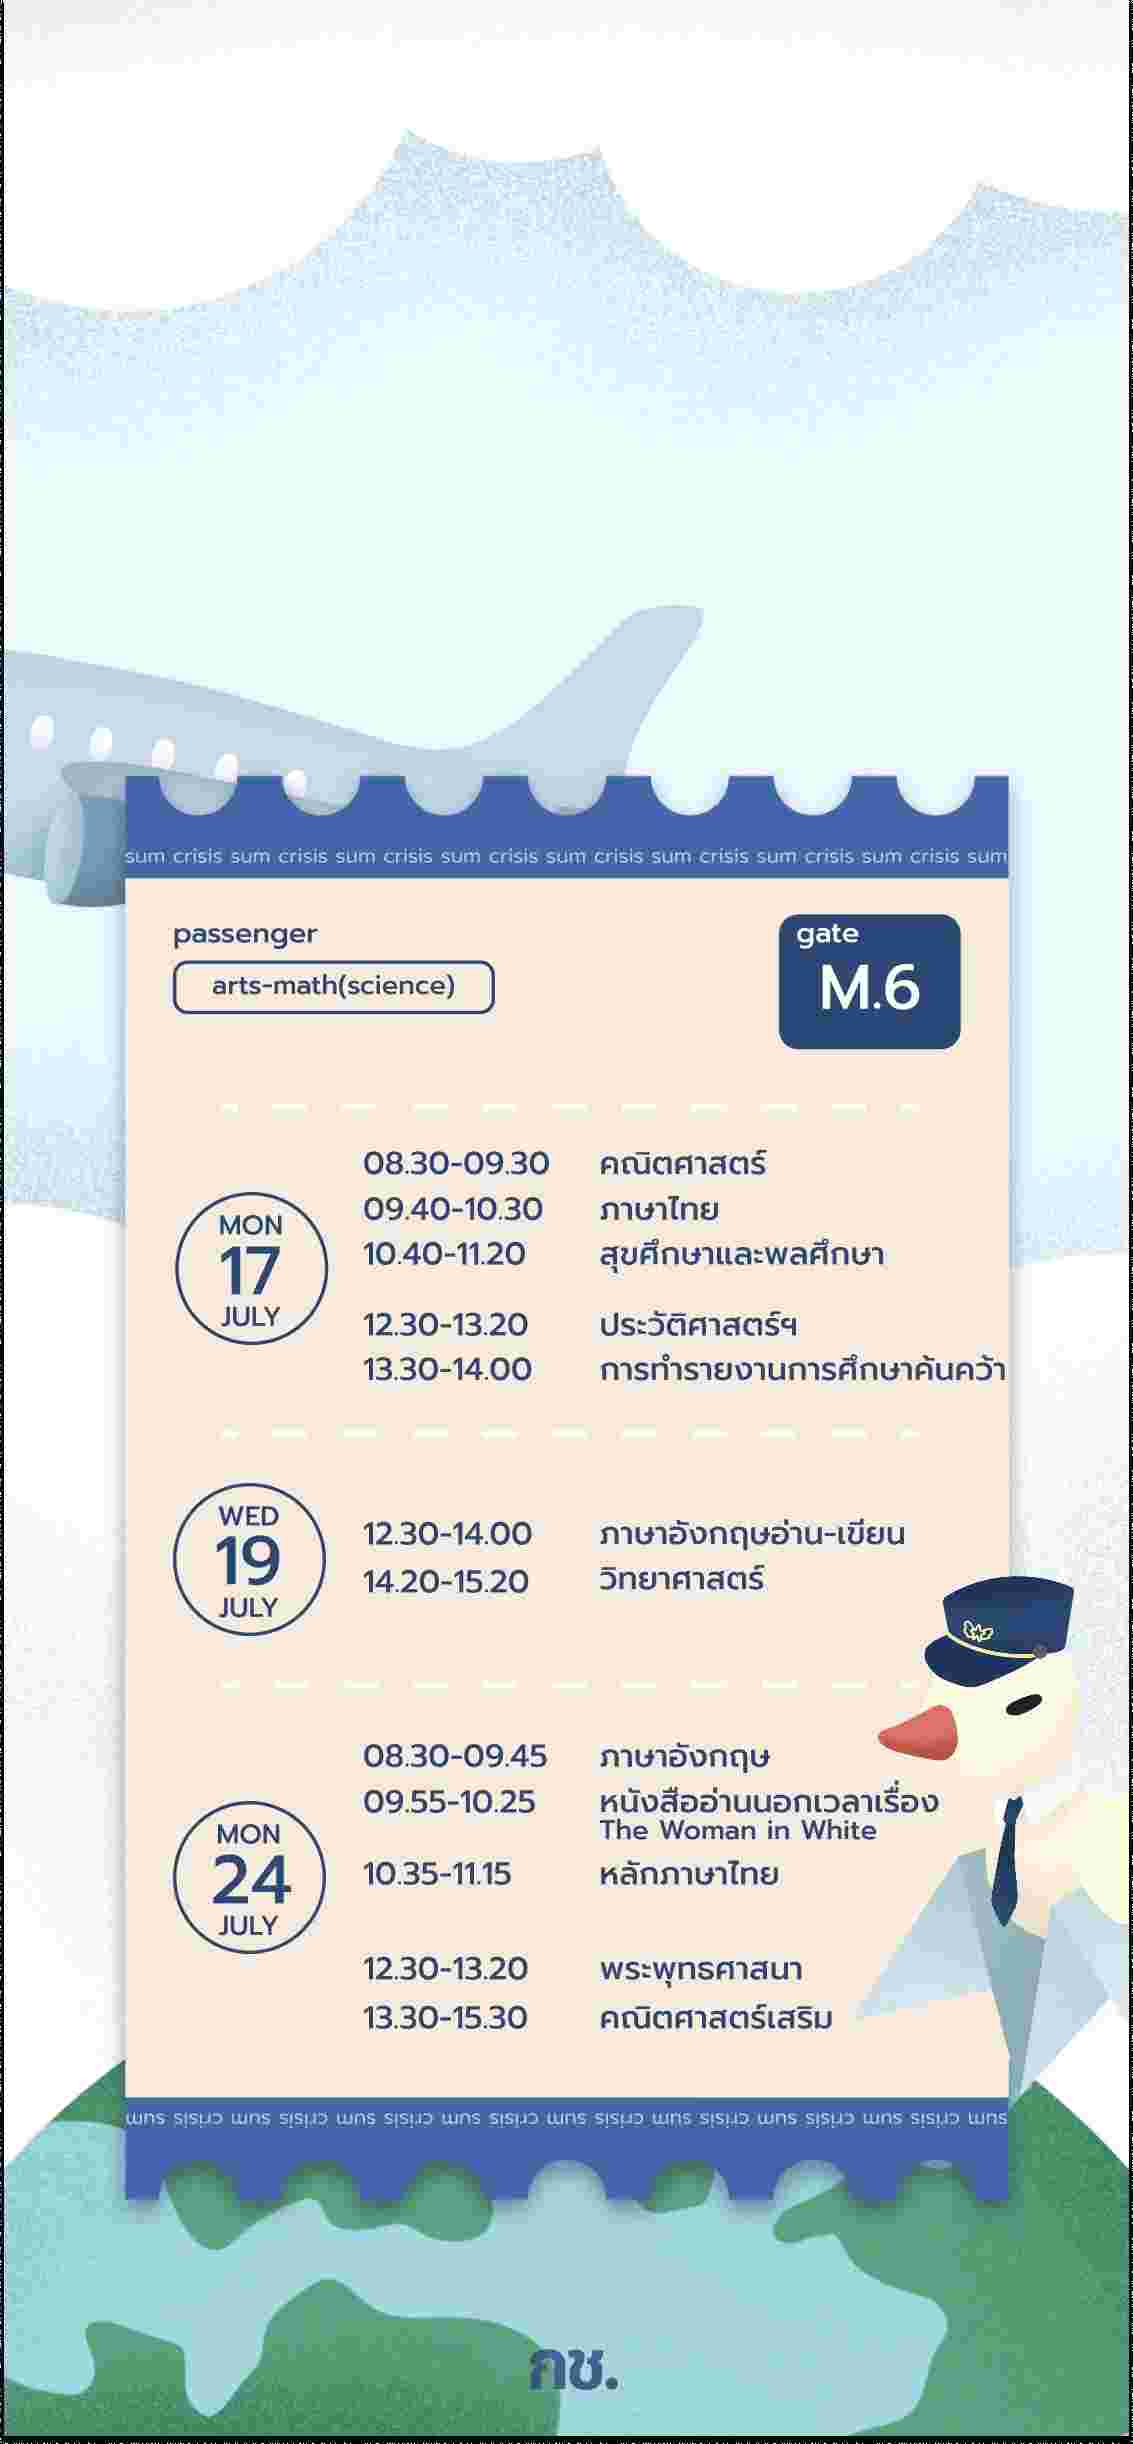 sum crisis sum crisis sum crisis sum crisis sum crisis sum crisis sum crisis sum crisis sum
passenger
gate
arts-math(science)
M.6
08.30-09.30 คณิตศาสตร์
09.40-10.30 ภาษาไทย
10.40-11.20 สุขศึกษาและพลศึกษา
MON
17
JULY
12.30-13.20 ประวัติศาสตร์ฯ
13.30-14.00 การทำรายงานการศึกษาค้นคว้า
WED
19
JULY
12.30-14.00 ภาษาอังกฤษอ่าน-เขียน
14.20-15.20 วิทยาศาสตร์
08.30-09.45 ภาษาอังกฤษ
09.55-10.25 หนังสืออ่านนอกเวลาเรื่อง
The Woman in White
MON
24
JULY
10.35-11.15 หลักภาษาไทย
12.30-13.20 พระพุทธศาสนา
13.30-15.30 คณิตศาสตร์เสริม
sum crisis sum crisis sum crisis sum crisis sum crisis sum crisis sum crisis sum crisis sum
กช.